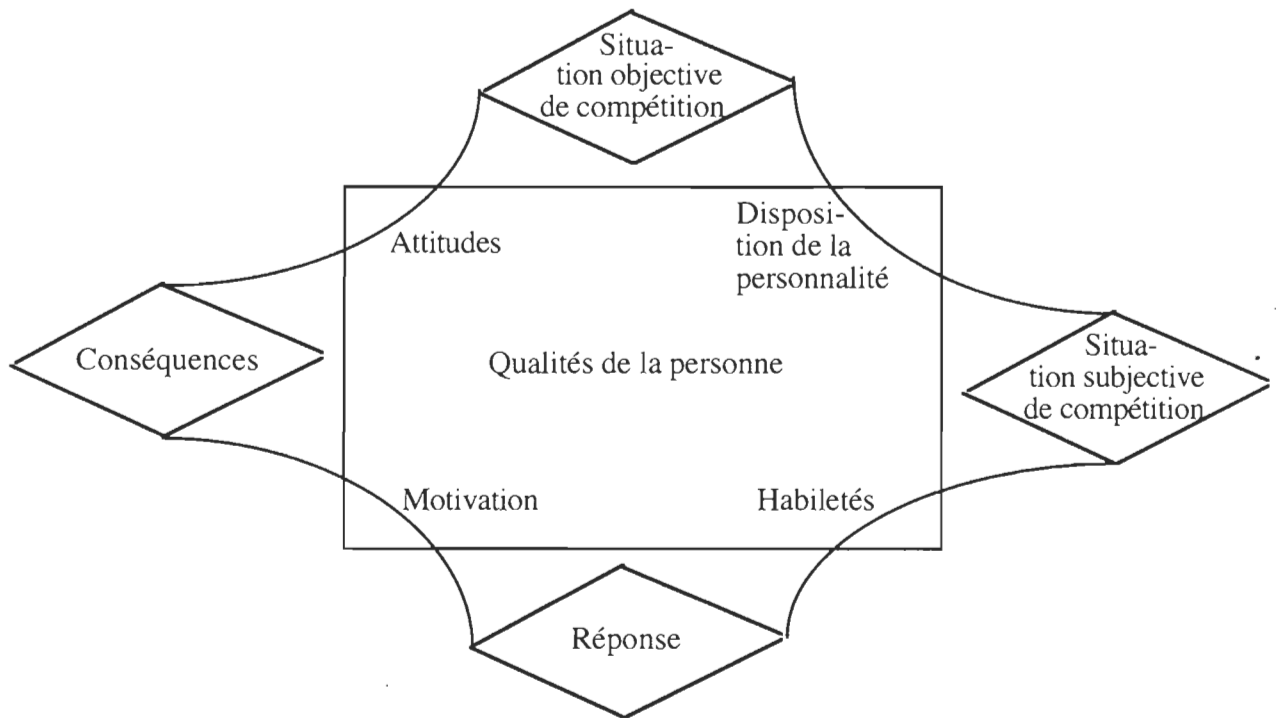 Situa-
tion objective
de compétition
Attitudes
Disposi-
tion de la
personnalité
Conséquences
Qualités de la personne
Situa-
tion subjective
de compétition
Motivation
Habiletés
Réponse